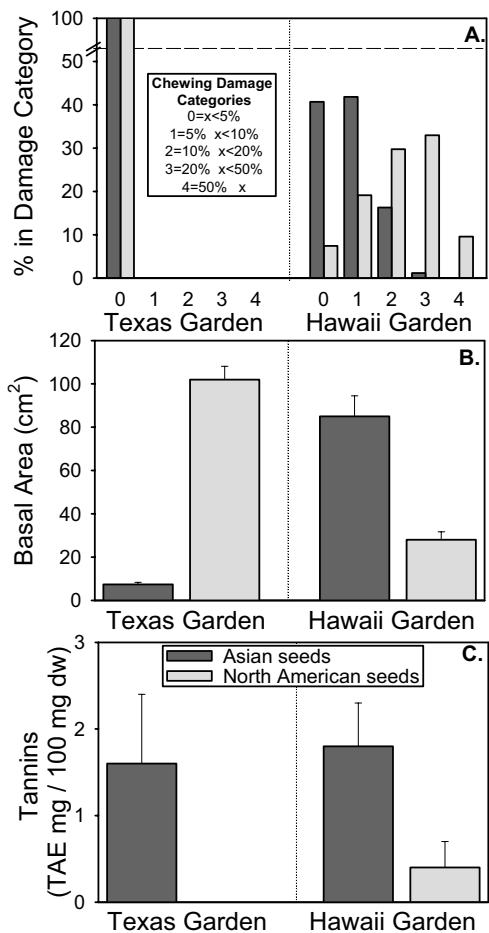 100
A.
50
40
30
20
10
0
% in Damage Category
Chewing Damage
Categories
0=x<5%
1=5% x<10%
2=10% x<20%
3=20% x<50%
4=50% x
0 1 2 3 4 0 1 2 3 4
Texas Garden Hawaii Garden
120
B.
100
80
60
40
20
0
Basal Area (cm²)
Texas Garden Hawaii Garden
3
C.
Asian seeds
North American seeds
2
1
0
Tannins
(TAE mg / 100 mg dw)
Texas Garden Hawaii Garden